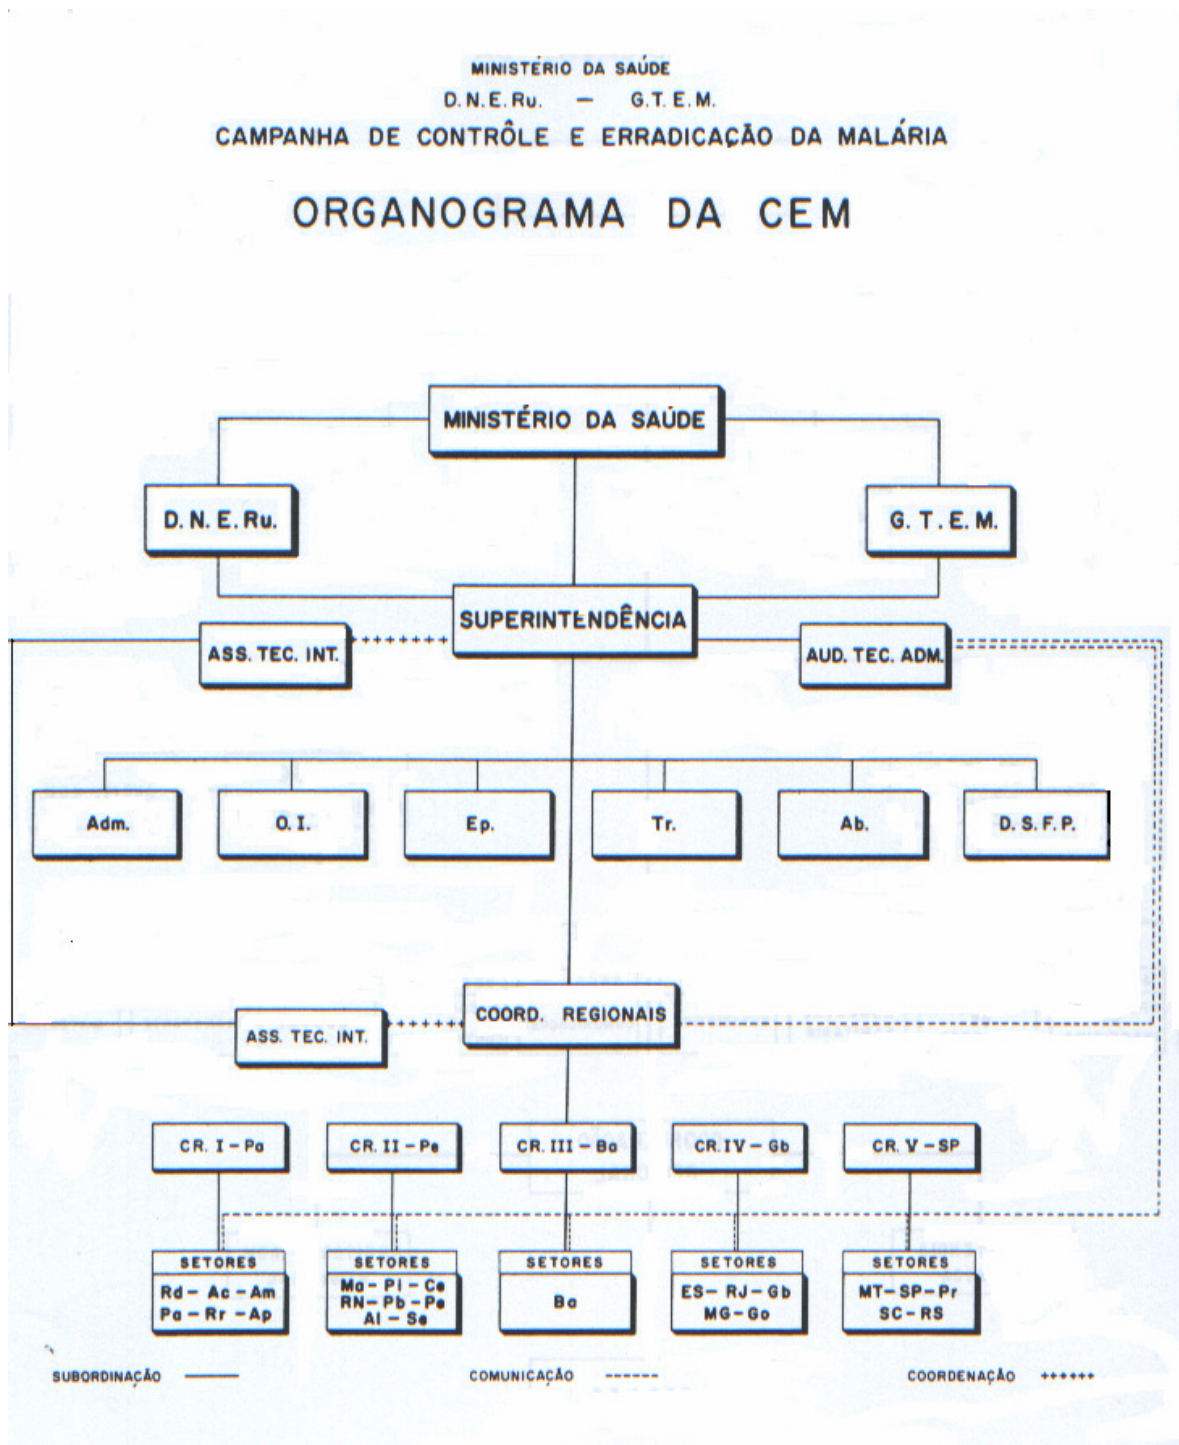 MINISTÉRIO DA SAÚDE
D.N.E.Ru. — G.T.E.M.
CAMPANHA DE CONTRÔLE E ERRADICAÇÃO DA MALÁRIA
ORGANOGRAMA DA CEM
MINISTÉRIO DA SAÚDE
D.N.E.Ru.
G.T.E.M.
SUPERINTENDÊNCIA
ASS. TEC. INT.
AUD. TEC. ADM.
Adm.
O.I.
Ep.
Tr.
Ab.
D.S.F.P.
COORD. REGIONAIS
ASS. TEC. INT.
CR. I – Pa
CR. II – Pe
CR. III – Ba
CR. IV – Gb
CR. V – SP
SETORES
Rd – Ac – Am
Pa – Rr – Ap
SETORES
Ma – PI – Ce
RN – Pb – Pe
Al – Se
SETORES
Ba
SETORES
ES – RJ – Gb
MG – Go
SETORES
MT – SP – Pr
SC – RS
SUBORDINAÇÃO
COMUNICAÇÃO
COORDENAÇÃO